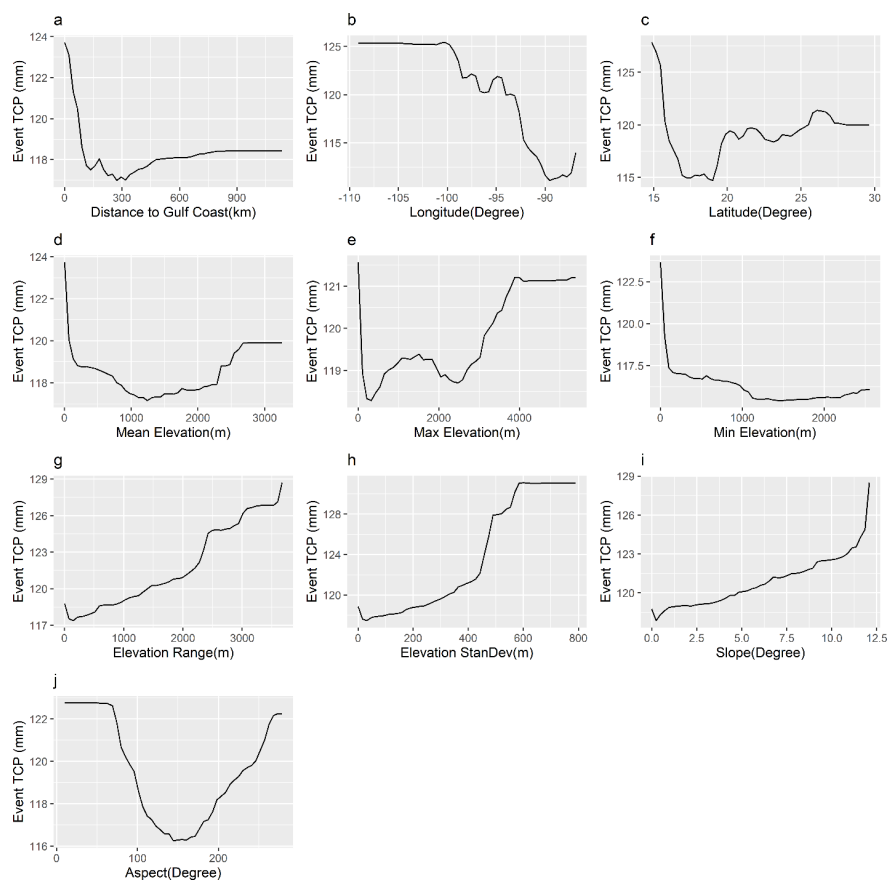 a
b
c
124
122
120
118
Event TCP (mm)
0
300
600
900
Distance to Gulf Coast(km)
125
120
115
Event TCP (mm)
-110
-105
-100
-95
-90
Longitude(Degree)
125
120
115
Event TCP (mm)
15
20
25
30
Latitude(Degree)
d
e
f
124
122
120
118
Event TCP (mm)
0
1000
2000
3000
Mean Elevation(m)
121
120
119
Event TCP (mm)
0
2000
4000
Max Elevation(m)
122.5
120.0
117.5
Event TCP (mm)
0
1000
2000
Min Elevation(m)
g
h
i
129
126
123
120
117
Event TCP (mm)
0
1000
2000
3000
Elevation Range(m)
128
124
120
Event TCP (mm)
0
200
400
600
800
Elevation StanDev(m)
129
126
123
120
Event TCP (mm)
0.0
2.5
5.0
7.5
10.0
12.5
Slope(Degree)
j
122
120
118
116
Event TCP (mm)
0
100
200
Aspect(Degree)